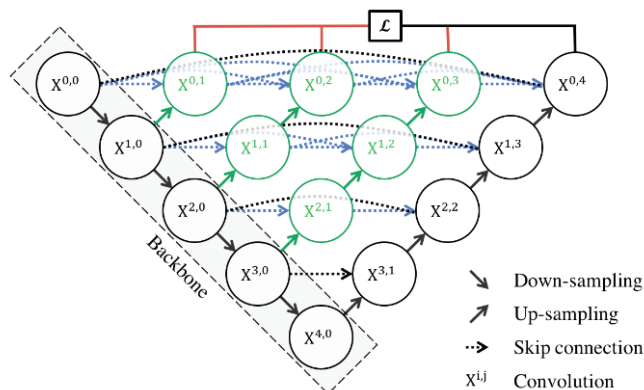 ℒ
X⁰,⁰ X⁰,¹ X⁰,² X⁰,³ X⁰,⁴
X¹,⁰ X¹,¹ X¹,² X¹,³
X²,⁰ X²,¹ X²,²
X³,⁰ X³,¹
X⁴,⁰
Backbone
Down-sampling
Up-sampling
Skip connection
Xⁱ,ʲ Convolution